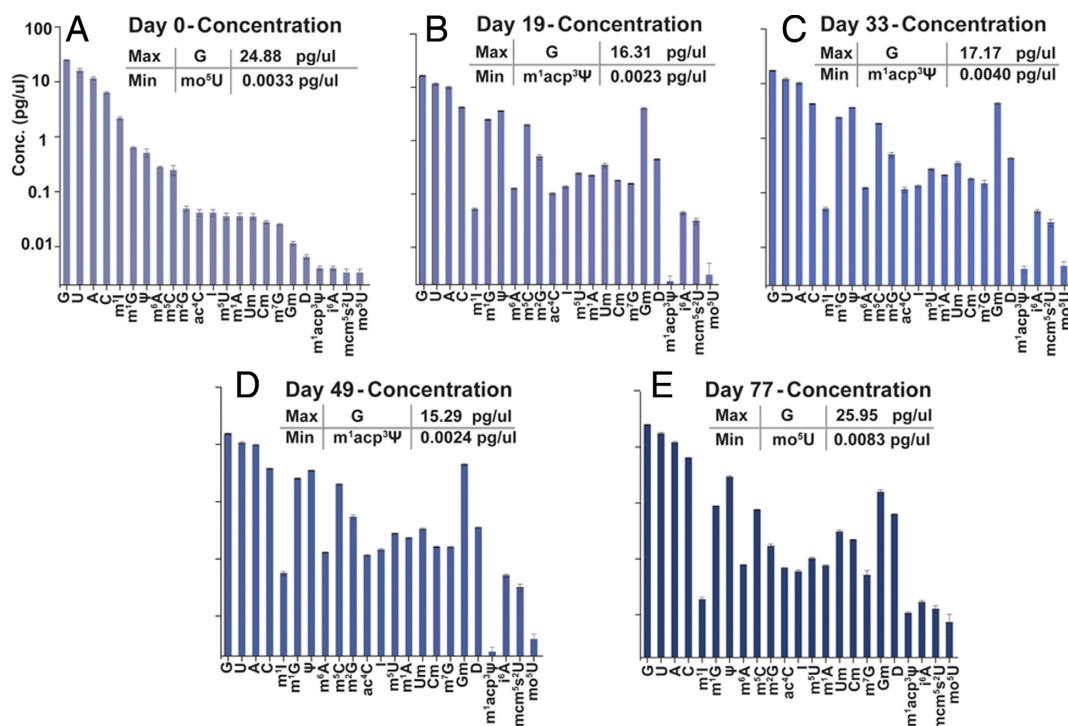 A Day 0-Concentration
Max G 24.88 pg/ul
Min mo⁵U 0.0033 pg/ul
Conc. (pg/ul)
100
10
1
0.1
0.01
G U A C m¹I m¹G Ψ m⁶A m⁵C m²G ac⁴C I m⁵U m¹A Um Cm m⁷G Gm D m¹acp³Ψ i⁶A mcm⁵s²U mo⁵U
B Day 19-Concentration
Max G 16.31 pg/ul
Min m¹acp³Ψ 0.0023 pg/ul
G U A C m¹I m¹G Ψ m⁶A m⁵C m²G ac⁴C I m⁵U m¹A Um Cm m⁷G Gm D m¹acp³Ψ i⁶A mcm⁵s²U mo⁵U
C Day 33-Concentration
Max G 17.17 pg/ul
Min m¹acp³Ψ 0.0040 pg/ul
G U A C m¹I m¹G Ψ m⁶A m⁵C m²G ac⁴C I m⁵U m¹A Um Cm m⁷G Gm D m¹acp³Ψ i⁶A mcm⁵s²U mo⁵U
D Day 49-Concentration
Max G 15.29 pg/ul
Min m¹acp³Ψ 0.0024 pg/ul
G U A C m¹I m¹G Ψ m⁶A m⁵C m²G ac⁴C I m⁵U m¹A Um Cm m⁷G Gm D m¹acp³Ψ i⁶A mcm⁵s²U mo⁵U
E Day 77-Concentration
Max G 25.95 pg/ul
Min mo⁵U 0.0083 pg/ul
G U A C m¹I m¹G Ψ m⁶A m⁵C m²G ac⁴C I m⁵U m¹A Um Cm m⁷G Gm D m¹acp³Ψ i⁶A mcm⁵s²U mo⁵U